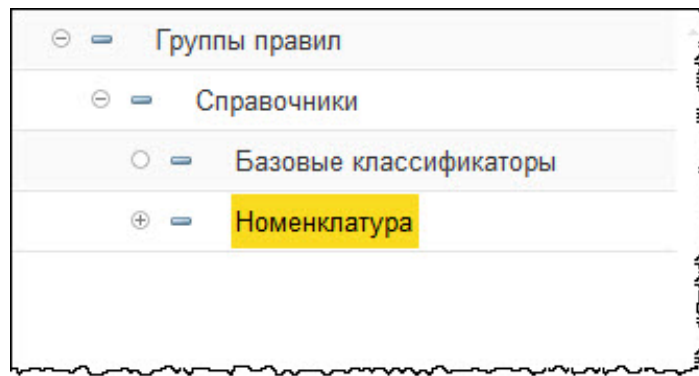 Группы правил
Справочники
Базовые классификаторы
Номенклатура